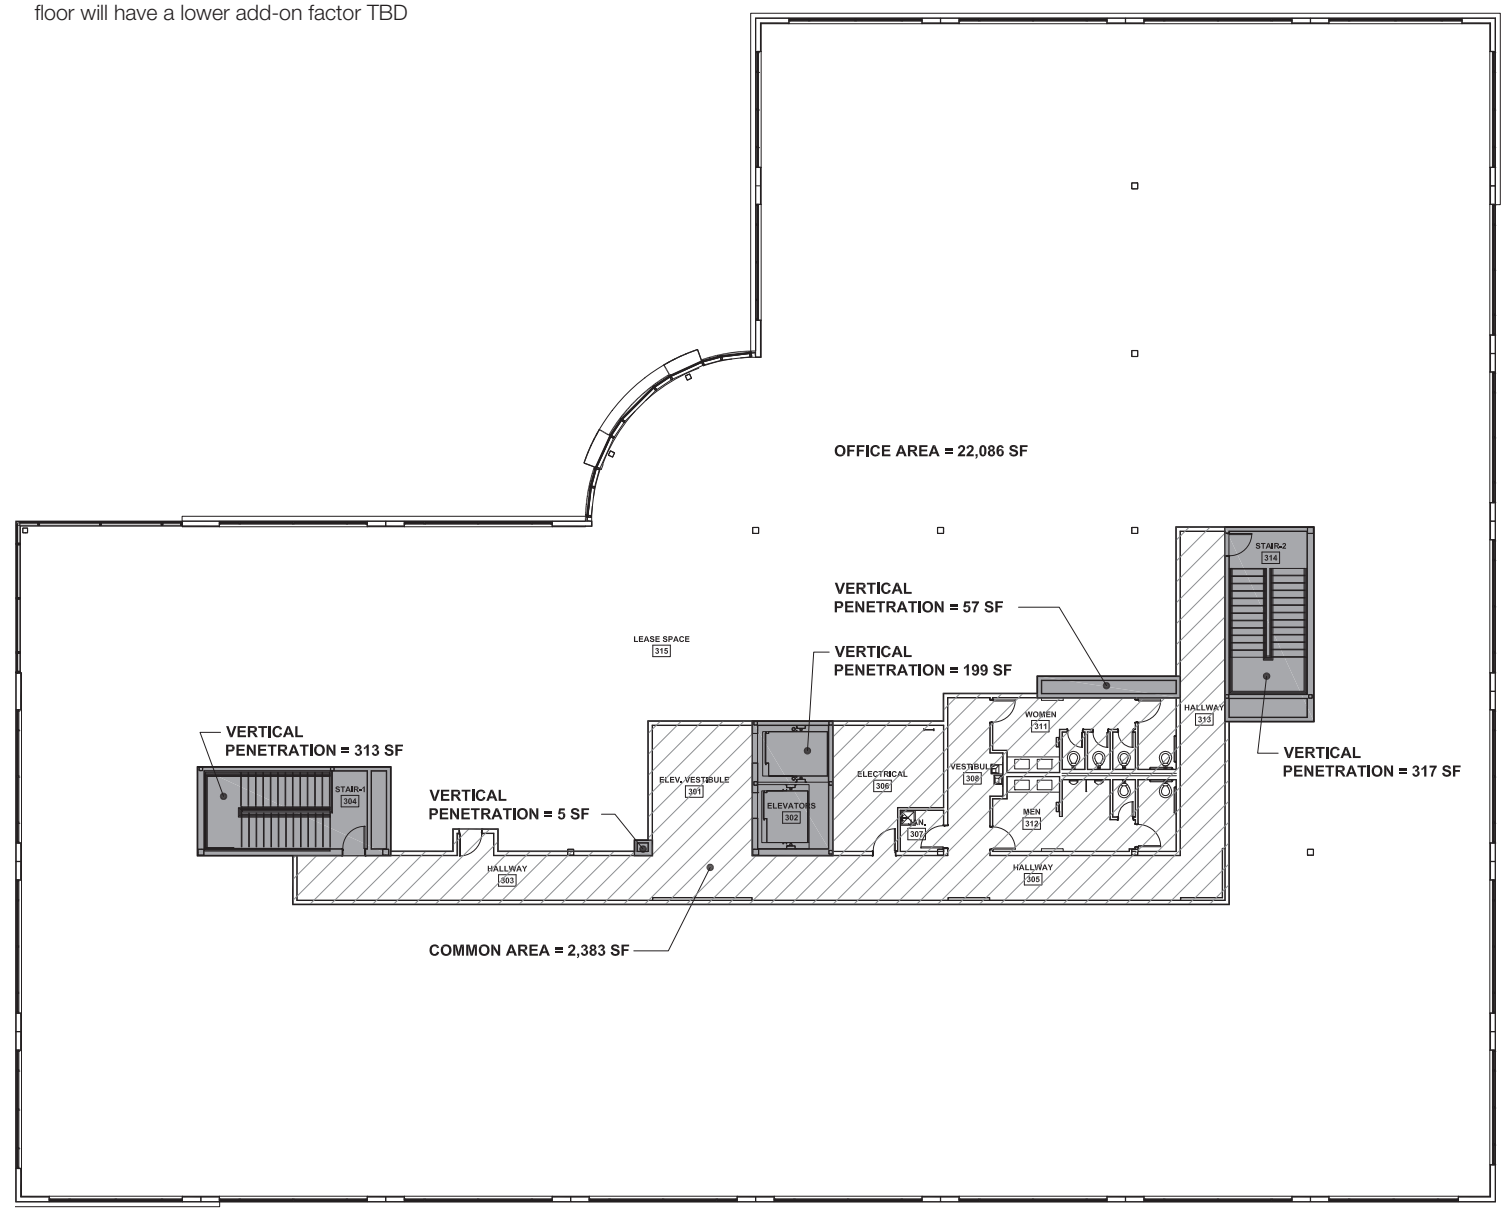 floor will have a lower add-on factor TBD
OFFICE AREA = 22,086 SF
STAIR-2
314
VERTICAL
PENETRATION = 57 SF
LEASE SPACE
315
VERTICAL
PENETRATION = 199 SF
HALLWAY
313
WOMEN
311
VERTICAL
PENETRATION = 313 SF
VERTICAL
PENETRATION = 317 SF
ELEV. VESTIBULE
301
ELECTRICAL
306
VESTIBULE
308
STAIR-1
304
VERTICAL
PENETRATION = 5 SF
ELEVATORS
302
MEN
312
JAN.
307
HALLWAY
303
HALLWAY
305
COMMON AREA = 2,383 SF